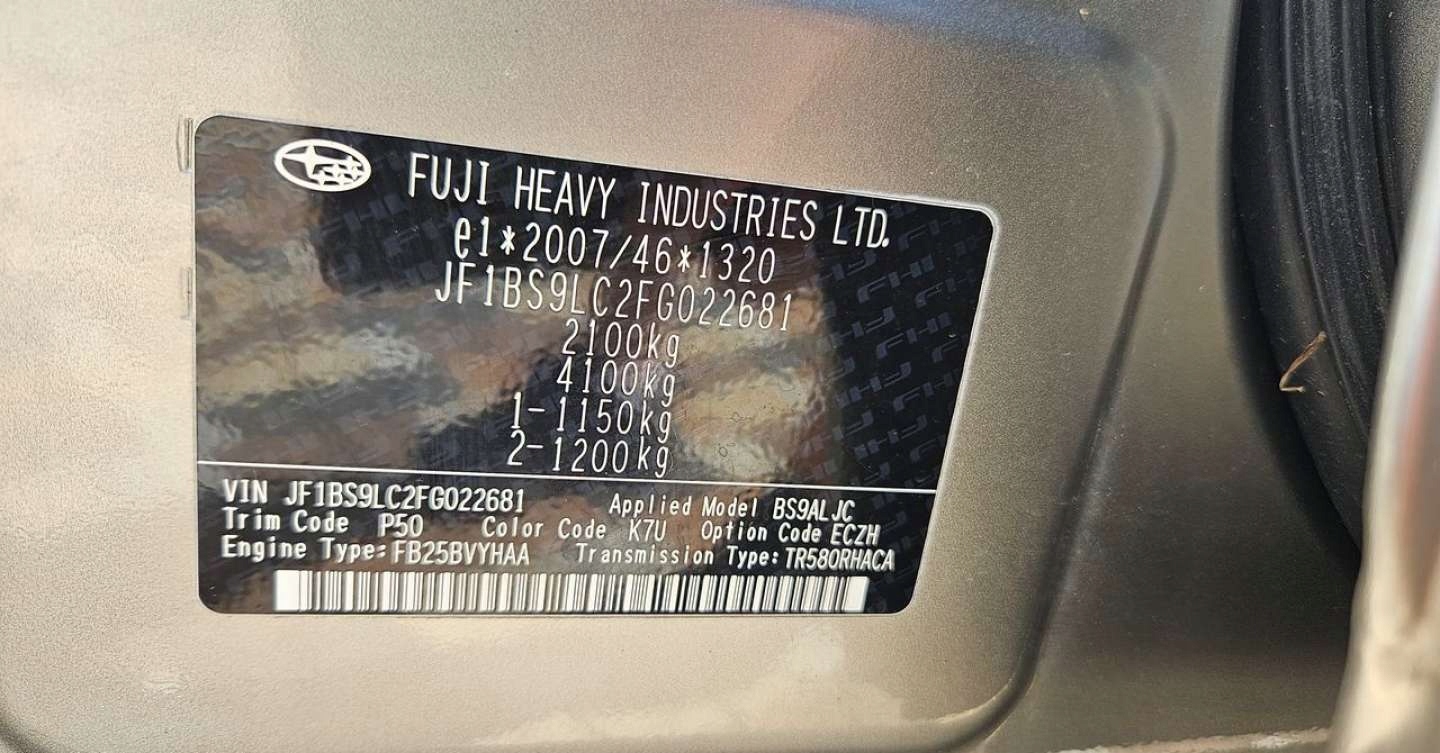 FUJI HEAVY INDUSTRIES LTD.
e1*2007/46*1320
JF1BS9LC2FG022681
2100kg
4100kg
1-1150kg
2-1200kg
VIN JF1BS9LC2FG022681 Applied Model BS9ALJC
Trim Code P50 Color Code K7U Option Code ECZH
Engine Type: FB25BVYHAA Transmission Type: TR580RHACA